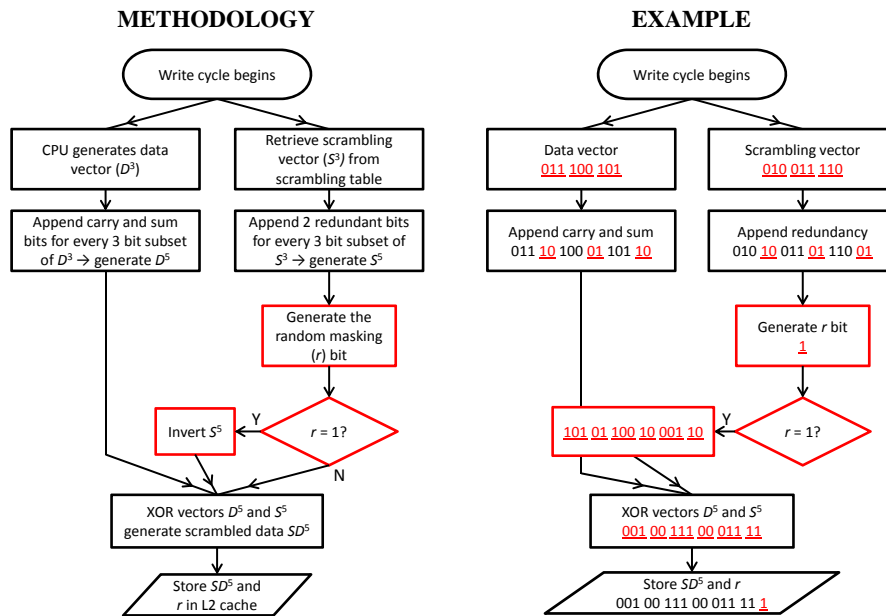 METHODOLOGY
Write cycle begins
CPU generates data
vector (D³)
Retrieve scrambling
vector (S³) from
scrambling table
Append carry and sum
bits for every 3 bit subset
of D³ → generate D⁵
Append 2 redundant bits
for every 3 bit subset of
S³ → generate S⁵
Generate the
random masking
(r) bit
Invert S⁵
Y
r = 1?
N
XOR vectors D⁵ and S⁵
generate scrambled data SD⁵
Store SD⁵ and
r in L2 cache
EXAMPLE
Write cycle begins
Data vector
011 100 101
Scrambling vector
010 011 110
Append carry and sum
011 10 100 01 101 10
Append redundancy
010 10 011 01 110 01
Generate r bit
1
101 01 100 10 001 10
Y
r = 1?
XOR vectors D⁵ and S⁵
001 00 111 00 011 11
Store SD⁵ and r
001 00 111 00 011 11 1